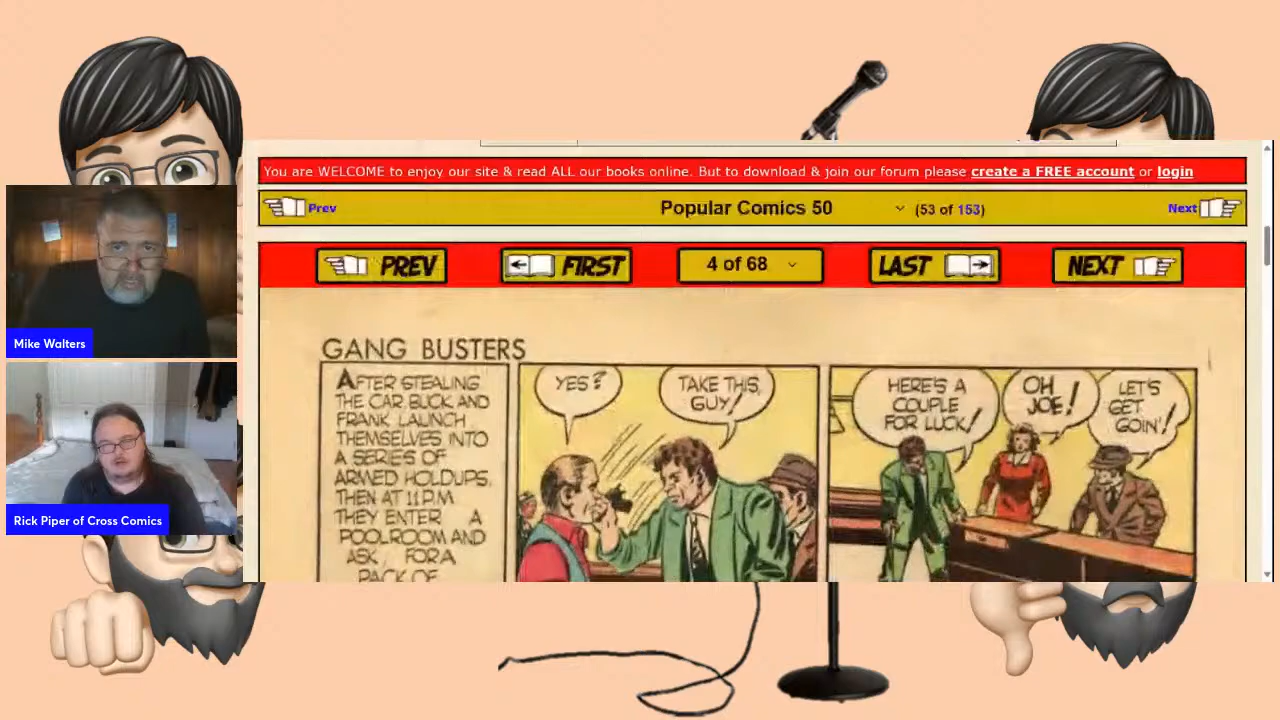 You are WELCOME to enjoy our site & read ALL our books online. But to download & join our forum please create a FREE account or login
Prev
Popular Comics 50
(53 of 153)
Next
PREV
FIRST
4 of 68
LAST
NEXT
GANG BUSTERS
AFTER STEALING
THE CAR BUCK AND
FRANK LAUNCH
THEMSELVES INTO
A SERIES OF
ARMED HOLDUPS.
THEN AT 11 P.M.
THEY ENTER A
POOLROOM AND
ASK FOR A
PACK OF
YES?
TAKE THIS,
GUY!
HERE'S A
COUPLE
FOR LUCK!
OH
JOE!
LET'S
GET
GOIN'!
Mike Walters
Rick Piper of Cross Comics